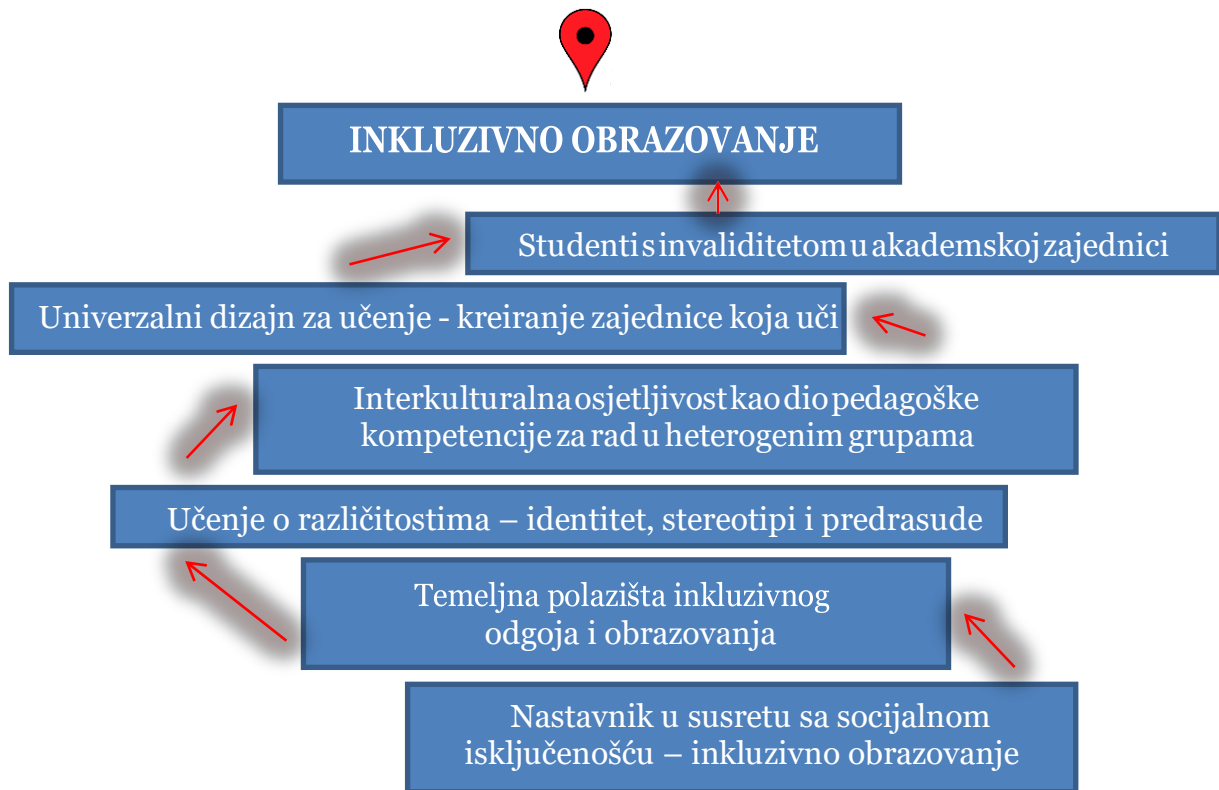 INKLUZIVNO OBRAZOVANJE
Studenti s invaliditetom u akademskoj zajednici
Univerzalni dizajn za učenje - kreiranje zajednice koja uči
Interkulturalna osjetljivost kao dio pedagoške
kompetencije za rad u heterogenim grupama
Učenje o različitostima – identitet, stereotipi i predrasude
Temeljna polazišta inkluzivnog
odgoja i obrazovanja
Nastavnik u susretu sa socijalnom
isključenošću – inkluzivno obrazovanje